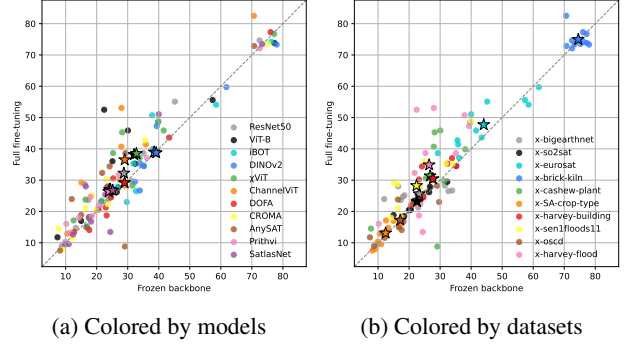 80
70
60
50
40
30
20
10
Full fine-tuning
10 20 30 40 50 60 70 80
Frozen backbone
ResNet50
ViT-B
iBOT
DINOv2
χViT
ChannelViT
DOFA
CROMA
AnySAT
Prithvi
SatlasNet
(a) Colored by models
80
70
60
50
40
30
20
10
Full fine-tuning
10 20 30 40 50 60 70 80
Frozen backbone
x-bigearthnet
x-so2sat
x-eurosat
x-brick-kiln
x-cashew-plant
x-SA-crop-type
x-harvey-building
x-sen1floods11
x-oscd
x-harvey-flood
(b) Colored by datasets